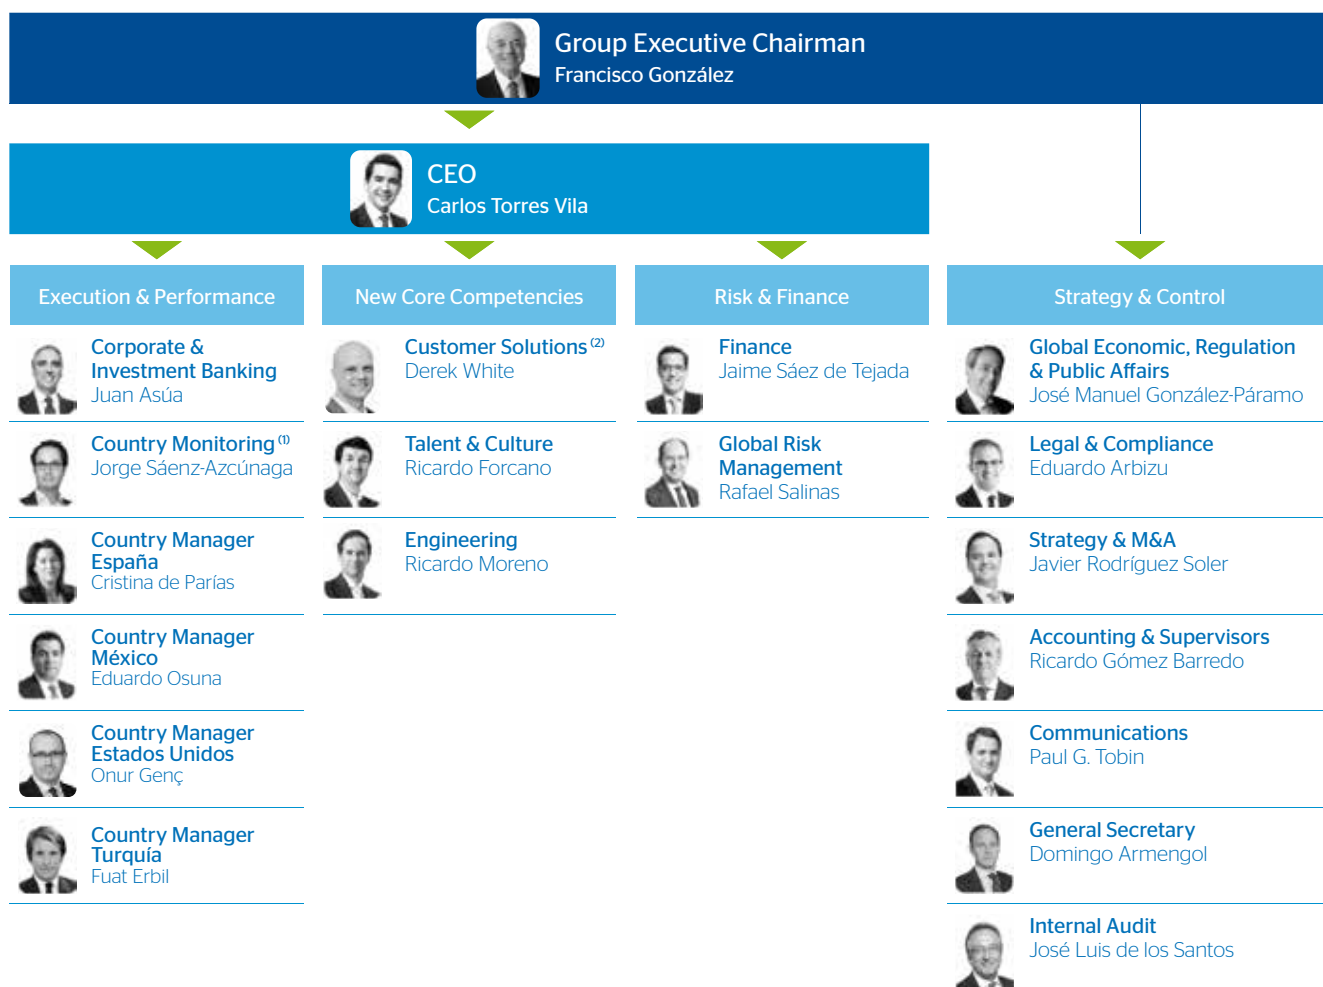 Group Executive Chairman
Francisco González
CEO
Carlos Torres Vila
Execution & Performance
Corporate &
Investment Banking
Juan Asúa
Country Monitoring (1)
Jorge Sáenz-Azcúnaga
Country Manager
España
Cristina de Parías
Country Manager
México
Eduardo Osuna
Country Manager
Estados Unidos
Onur Genç
Country Manager
Turquía
Fuat Erbil
New Core Competencies
Customer Solutions (2)
Derek White
Talent & Culture
Ricardo Forcano
Engineering
Ricardo Moreno
Risk & Finance
Finance
Jaime Sáez de Tejada
Global Risk
Management
Rafael Salinas
Strategy & Control
Global Economic, Regulation
& Public Affairs
José Manuel González-Páramo
Legal & Compliance
Eduardo Arbizu
Strategy & M&A
Javier Rodríguez Soler
Accounting & Supervisors
Ricardo Gómez Barredo
Communications
Paul G. Tobin
General Secretary
Domingo Armengol
Internal Audit
José Luis de los Santos